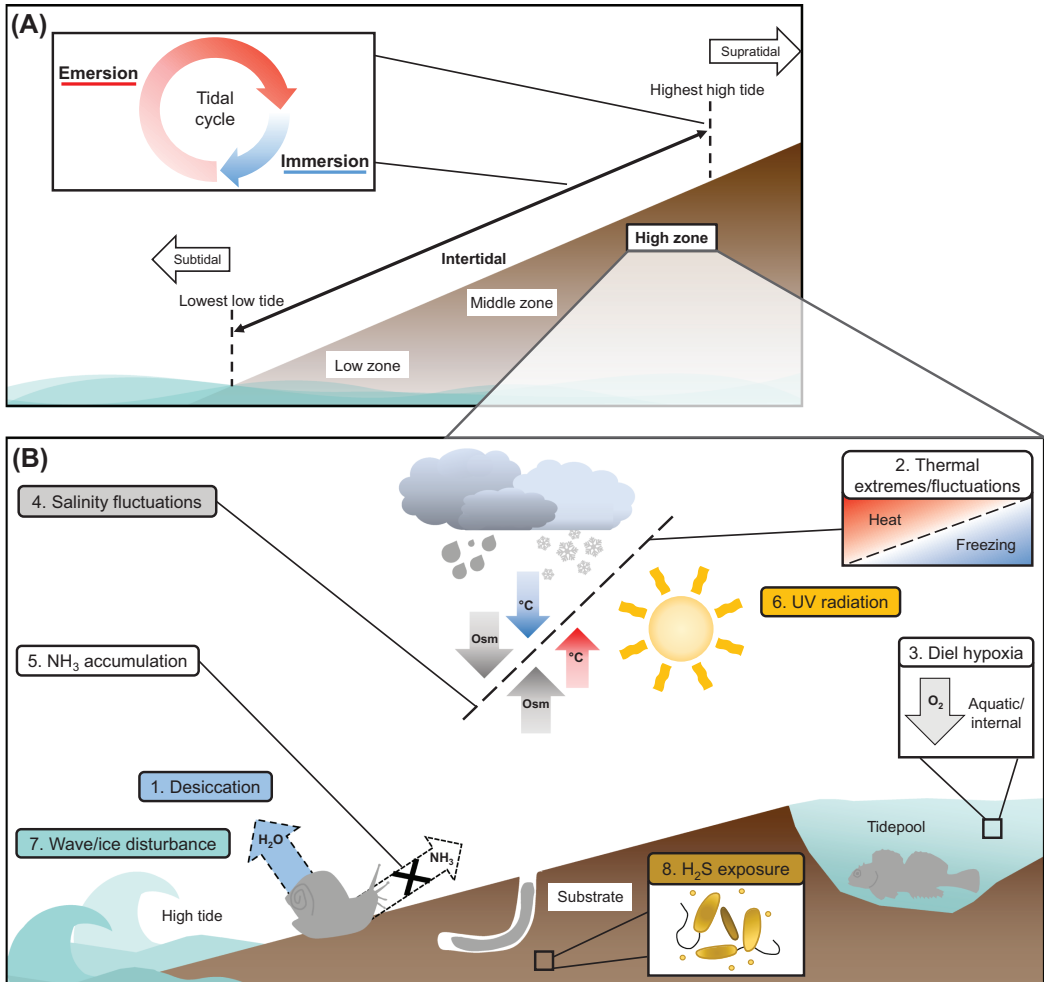 (A)
Emersion
Tidal
cycle
Immersion
Supratidal
Highest high tide
High zone
Intertidal
Subtidal
Lowest low tide
Middle zone
Low zone
(B)
4. Salinity fluctuations
2. Thermal
extremes/fluctuations
Heat
Freezing
°C
Osm
°C
Osm
6. UV radiation
5. NH₃ accumulation
3. Diel hypoxia
O₂
Aquatic/
internal
1. Desiccation
7. Wave/ice disturbance
H₂O
NH₃
High tide
Substrate
8. H₂S exposure
Tidepool